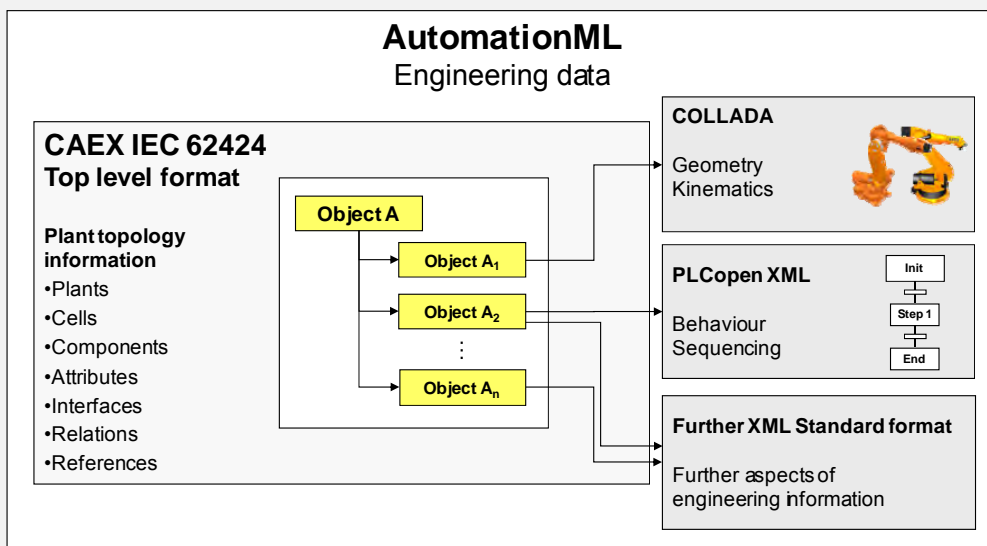 AutomationML
Engineering data
CAEX IEC 62424
Top level format
Plant topology
information
•Plants
•Cells
•Components
•Attributes
•Interfaces
•Relations
•References
Object A
Object A₁
Object A₂
⋮
Object Aₙ
COLLADA
Geometry
Kinematics
PLCopen XML
Behaviour
Sequencing
Init
Step 1
End
Further XML Standard format
Further aspects of
engineering information